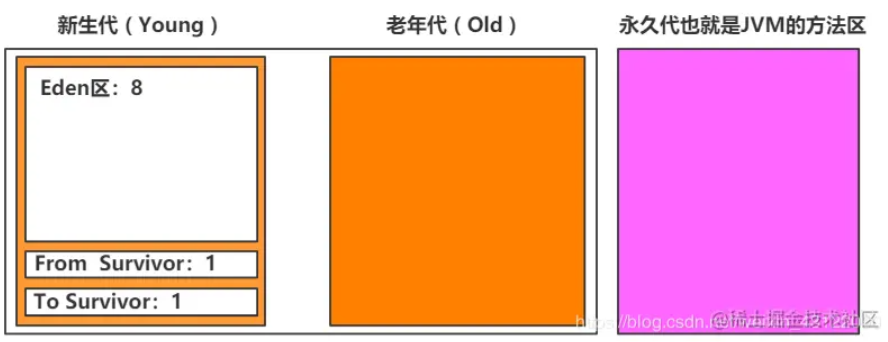 新生代（Young）
老年代（Old）
永久代也就是JVM的方法区
Eden区：8
From Survivor：1
To Survivor：1
https://blog.csdn.net/
@稀土掘金技术社区